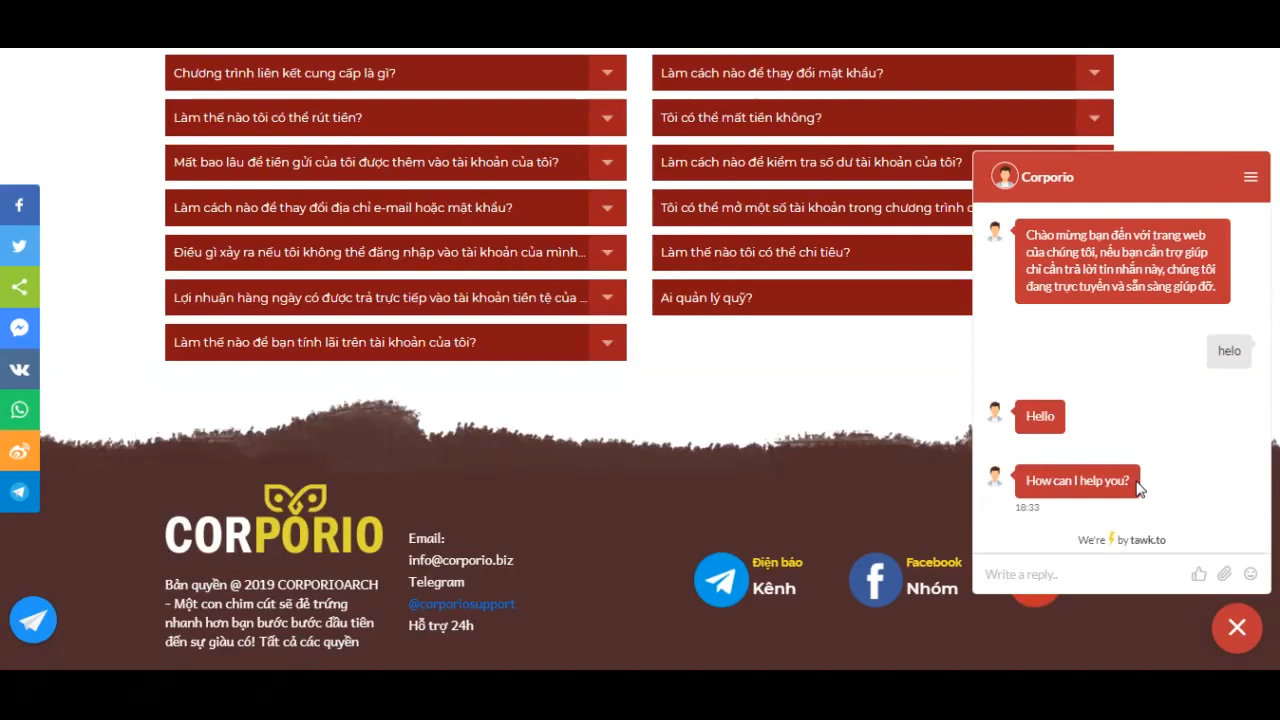 Chương trình liên kết cung cấp là gì?
Làm thế nào tôi có thể rút tiền?
Mất bao lâu để tiền gửi của tôi được thêm vào tài khoản của tôi?
Làm cách nào để thay đổi địa chỉ e-mail hoặc mật khẩu?
Điều gì xảy ra nếu tôi không thể đăng nhập vào tài khoản của mình...
Lợi nhuận hàng ngày có được trả trực tiếp vào tài khoản tiền tệ của ...
Làm thế nào để bạn tính lãi trên tài khoản của tôi?
Làm cách nào để thay đổi mật khẩu?
Tôi có thể mất tiền không?
Làm cách nào để kiểm tra số dư tài khoản của tôi?
Tôi có thể mở một số tài khoản trong chương trình c
Làm thế nào tôi có thể chi tiêu?
Ai quản lý quỹ?
Corporio
Chào mừng bạn đến với trang web
của chúng tôi, nếu bạn cần trợ giúp
chỉ cần trả lời tin nhắn này, chúng tôi
đang trực tuyến và sẵn sàng giúp đỡ.
helo
Hello
How can I help you?
18:33
We're by tawk.to
Write a reply..
CORPORIO
Bản quyền @ 2019 CORPORIOARCH
- Một con chim cút sẽ đẻ trứng
nhanh hơn bạn bước bước đầu tiên
đến sự giàu có! Tất cả các quyền
Email:
info@corporio.biz
Telegram
@corporiosupport
Hỗ trợ 24h
Điện báo
Kênh
Facebook
Nhóm